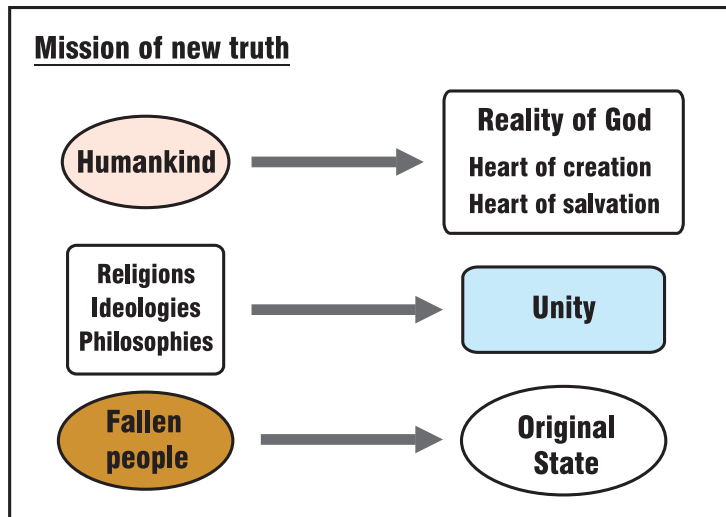 Mission of new truth
Humankind
Reality of God
Heart of creation
Heart of salvation
Religions
Ideologies
Philosophies
Unity
Fallen
people
Original
State